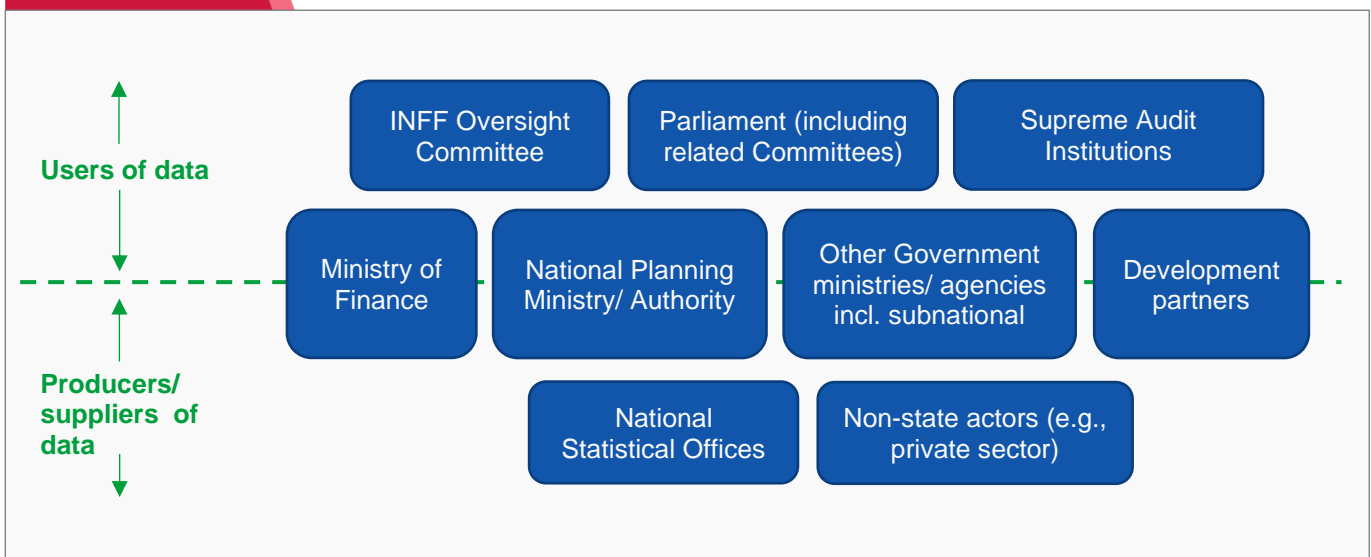 INFF Oversight
Committee
Parliament (including
related Committees)
Supreme Audit
Institutions
Users of data
Ministry of
Finance
National Planning
Ministry/ Authority
Other Government
ministries/ agencies
incl. subnational
Development
partners
Producers/
suppliers of
data
National
Statistical Offices
Non-state actors (e.g.,
private sector)